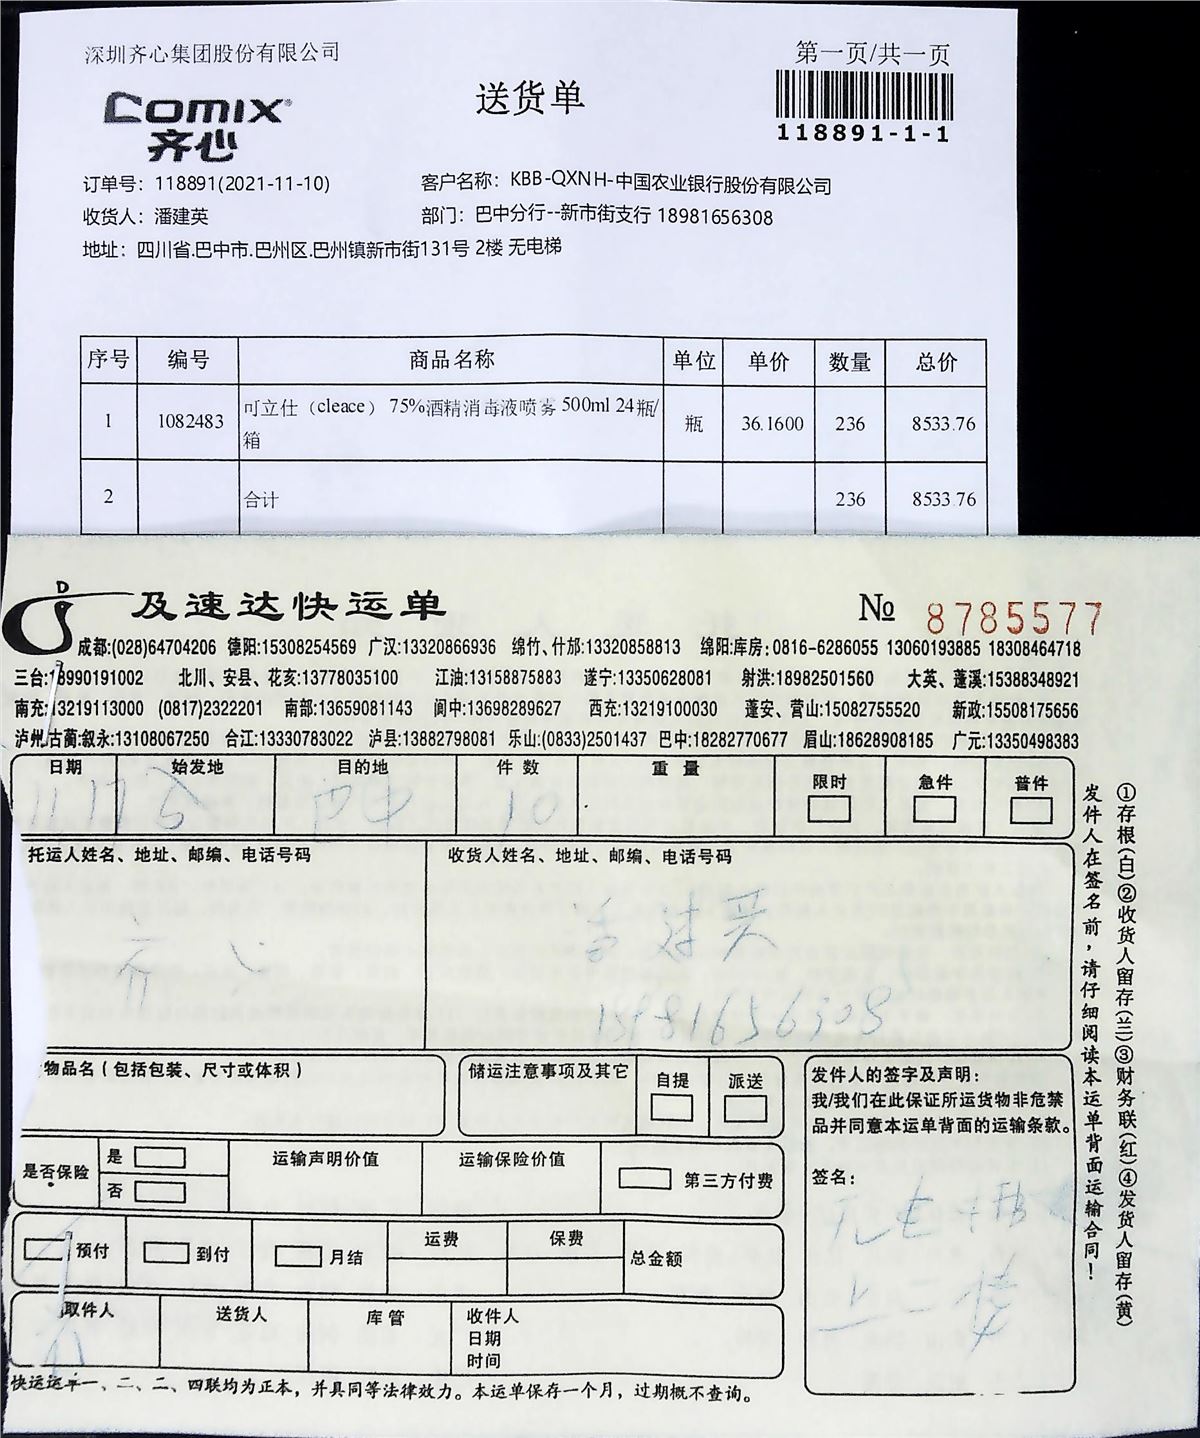 深圳齐心集团股份有限公司
第一页/共一页
COMIX
齐心
送货单
118891-1-1
订单号：118891(2021-11-10)
客户名称：KBB-QXNH-中国农业银行股份有限公司
收货人：潘建英
部门：巴中分行--新市街支行 18981656308
地址：四川省.巴中市.巴州区.巴州镇新市街131号 2楼 无电梯
序号 编号 商品名称 单位 单价 数量 总价
1 1082483 可立仕（cleace） 75%酒精消毒液喷雾 500ml 24瓶/箱 瓶 36.1600 236 8533.76
2 合计 236 8533.76
D
及速达快运单
№ 8785577
成都:(028)64704206 德阳:15308254569 广汉:13320866936 绵竹、什邡:13320858813 绵阳:库房:0816-6286055 13060193885 18308464718
三台:18990191002 北川、安县、花亥:13778035100 江油:13158875883 遂宁:13350628081 射洪:18982501560 大英、蓬溪:15388348921
南充:13219113000 (0817)2322201 南部:13659081143 阆中:13698289627 西充:13219100030 蓬安、营山:15082755520 新政:15508175656
泸州,古蔺:叙永:13108067250 合江:13330783022 泸县:13882798081 乐山:(0833)2501437 巴中:18282770677 眉山:18628908185 广元:13350498383
日期 始发地 目的地 件数 重量 限时 急件 普件
巴中 10
托运人姓名、地址、邮编、电话号码
收货人姓名、地址、邮编、电话号码
齐心
物品名(包括包装、尺寸或体积)
储运注意事项及其它 自提 派送
发件人的签字及声明:
我/我们在此保证所运货物非危禁
品并同意本运单背面的运输条款。
签名:
无电梯
上二楼
是否保险 是 否 运输声明价值 运输保险价值 第三方付费
预付 到付 月结 运费 保费 总金额
取件人 送货人 库管 收件人
日期
时间
快运运单一、二、二、四联均为正本，并具同等法律效力。本运单保存一个月，过期概不查询。
发件人在签名前，请仔细阅读本运单背面运输合同！
①存根(白)②收货人留存(兰)③财务联(红)④发货人留存(黄)